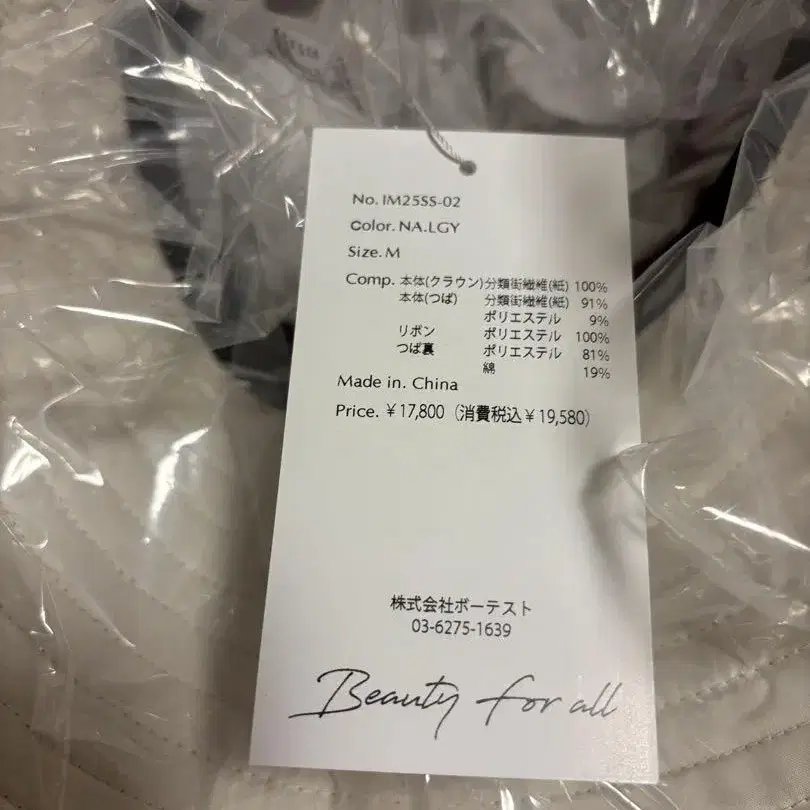 No. IM25SS-02
Color. NA.LGY
Size. M
Comp. 本体(クラウン)分類街繊維(紙) 100%
本体(つば) 分類街繊維(紙) 91%
ポリエステル 9%
リボン ポリエステル 100%
つば裏 ポリエステル 81%
綿 19%
Made in. China
Price. ¥17,800 (消費税込¥19,580)
株式会社ボーテスト
03-6275-1639
Beauty for all